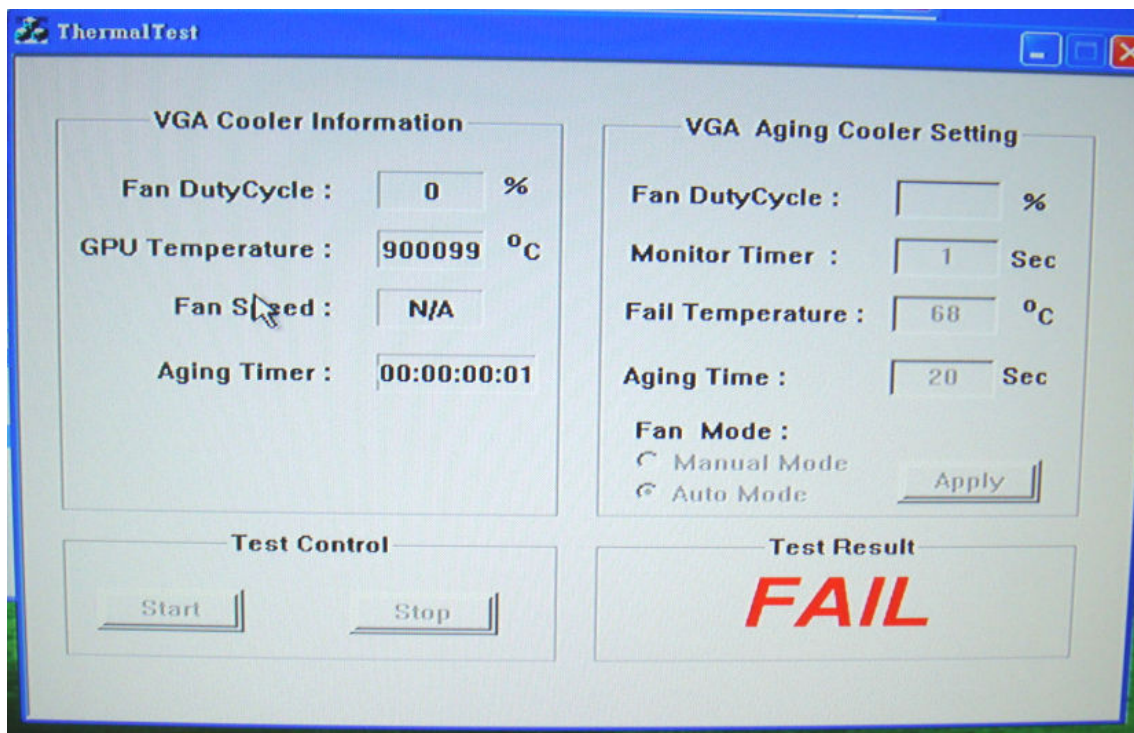 ThermalTest
VGA Cooler Information
Fan DutyCycle : 0 %
GPU Temperature : 900099 °C
Fan Speed : N/A
Aging Timer : 00:00:00:01
VGA Aging Cooler Setting
Fan DutyCycle : %
Monitor Timer : 1 Sec
Fail Temperature : 68 °C
Aging Time : 20 Sec
Fan Mode :
Manual Mode
Auto Mode
Apply
Test Control
Start Stop
Test Result
FAIL